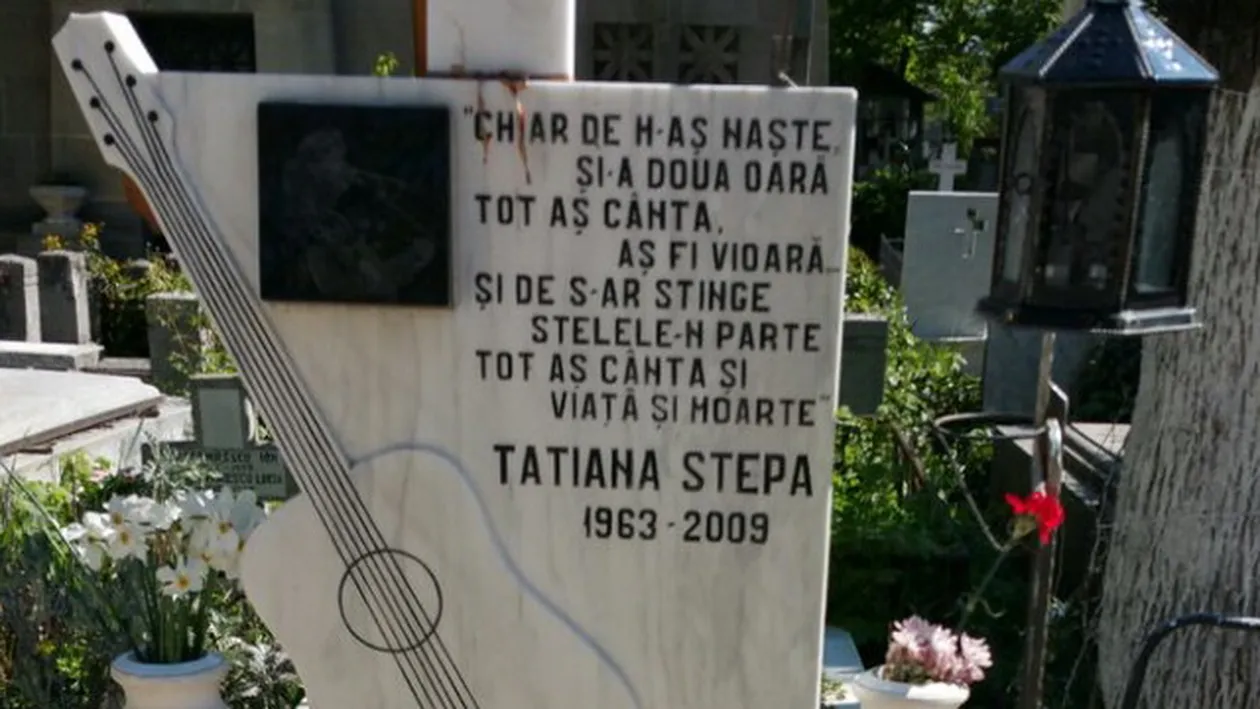 "CHIAR DE M-AȘ NAȘTE,
ȘI-A DOUA OARĂ
TOT AȘ CÂNTA,
AȘ FI VIOARĂ...
ȘI DE S-AR STINGE
STELELE-N PARTE
TOT AȘ CÂNTA ȘI
VIAȚĂ ȘI MOARTE"
TATIANA STEPA
1963-2009
ION